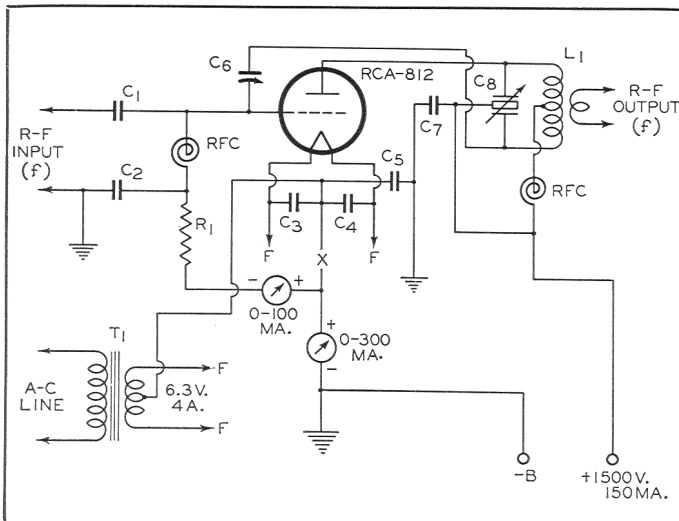 C6
RCA-812
L1
C8
C1
R-F
INPUT
(f)
RFC
C7
R-F
OUTPUT
(f)
C2
C5
RFC
R1
C3
C4
F
F
X
-
+
0-100
MA.
+
0-300
MA.
-
T1
A-C
LINE
F
6.3 V.
4 A.
F
-B
+1500 V.
150 MA.